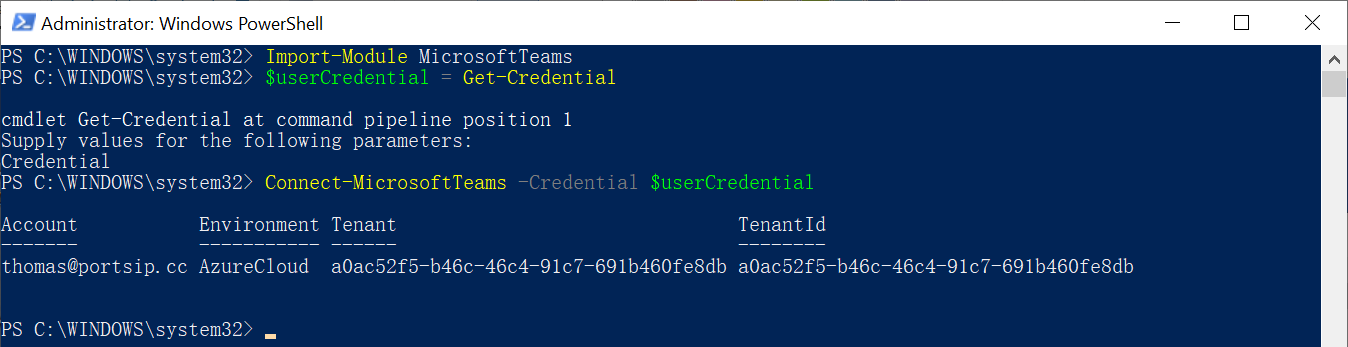 Administrator: Windows PowerShell
PS C:\WINDOWS\system32> Import-Module MicrosoftTeams
PS C:\WINDOWS\system32> $userCredential = Get-Credential
cmdlet Get-Credential at command pipeline position 1
Supply values for the following parameters:
Credential
PS C:\WINDOWS\system32> Connect-MicrosoftTeams -Credential $userCredential
Account Environment Tenant TenantId
------- ----------- ------ --------
thomas@portsip.cc AzureCloud a0ac52f5-b46c-46c4-91c7-691b460fe8db a0ac52f5-b46c-46c4-91c7-691b460fe8db
PS C:\WINDOWS\system32>